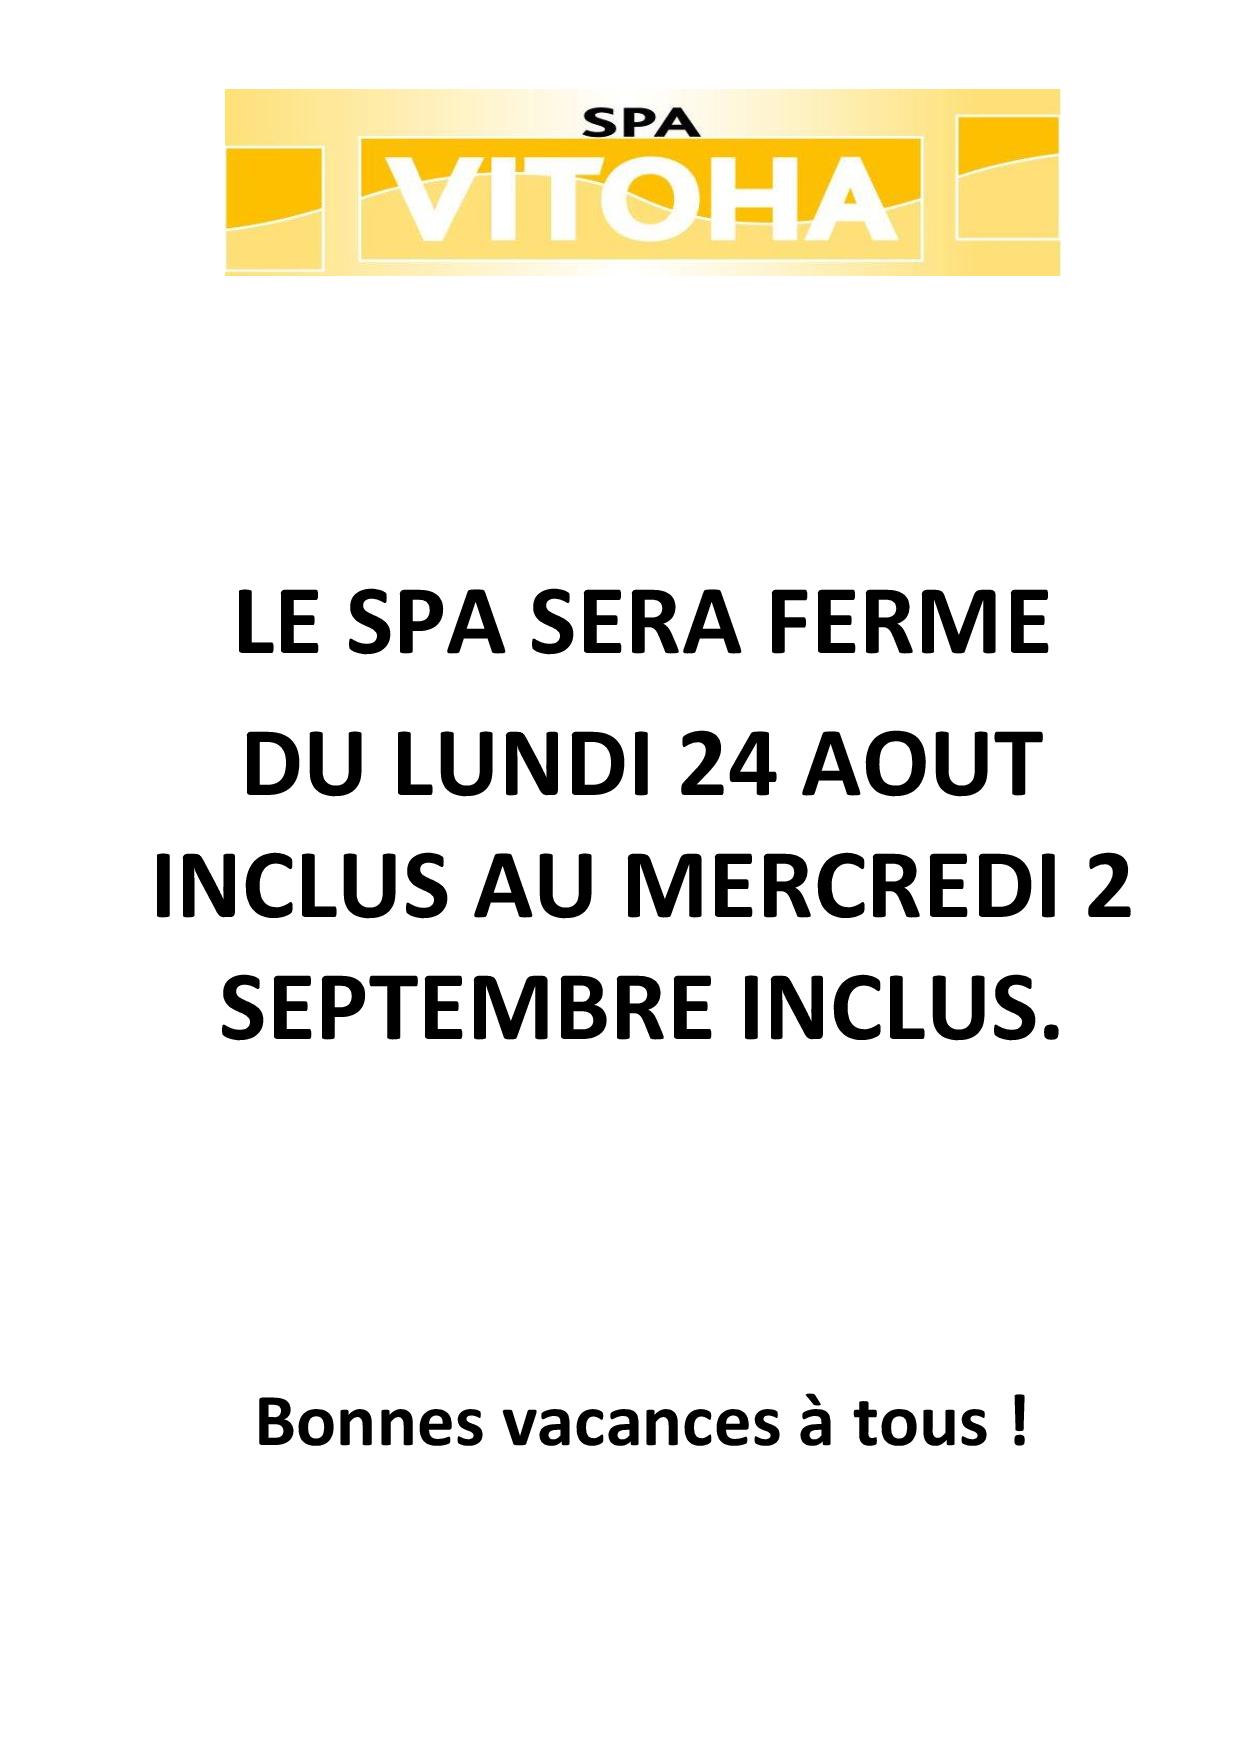 SPA
VITOHA
LE SPA SERA FERME
DU LUNDI 24 AOUT
INCLUS AU MERCREDI 2
SEPTEMBRE INCLUS.
Bonnes vacances à tous !